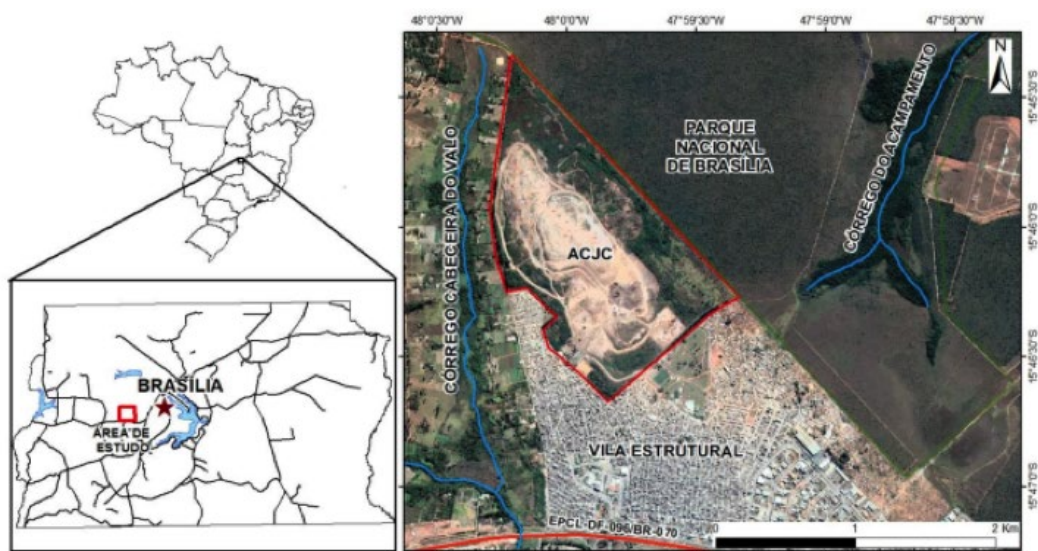 48°0'30"W
48°0'0"W
47°59'30"W
47°59'0"W
47°58'30"W
N
15°45'30"S
15°46'0"S
15°46'30"S
15°47'0"S
PARQUE
NACIONAL
DE BRASÍLIA
CÓRREGO DO ACAMPAMENTO
CÓRREGO CABECEIRA DO VALO
ACJC
VILA ESTRUTURAL
EPCL-DF-096/BR-070
0
1
2 Km
BRASÍLIA
ÁREA DE
ESTUDO